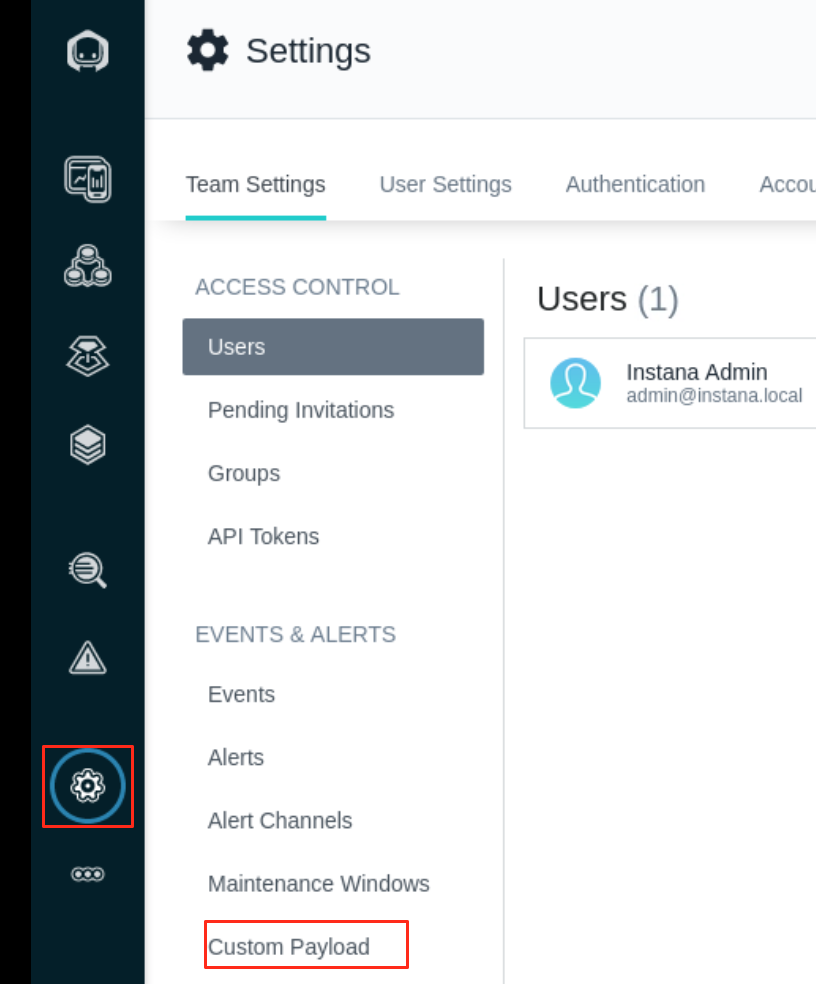 Settings
Team Settings
User Settings
Authentication
Accou
ACCESS CONTROL
Users
Pending Invitations
Groups
API Tokens
EVENTS & ALERTS
Events
Alerts
Alert Channels
Maintenance Windows
Custom Payload
Users (1)
Instana Admin
admin@instana.local